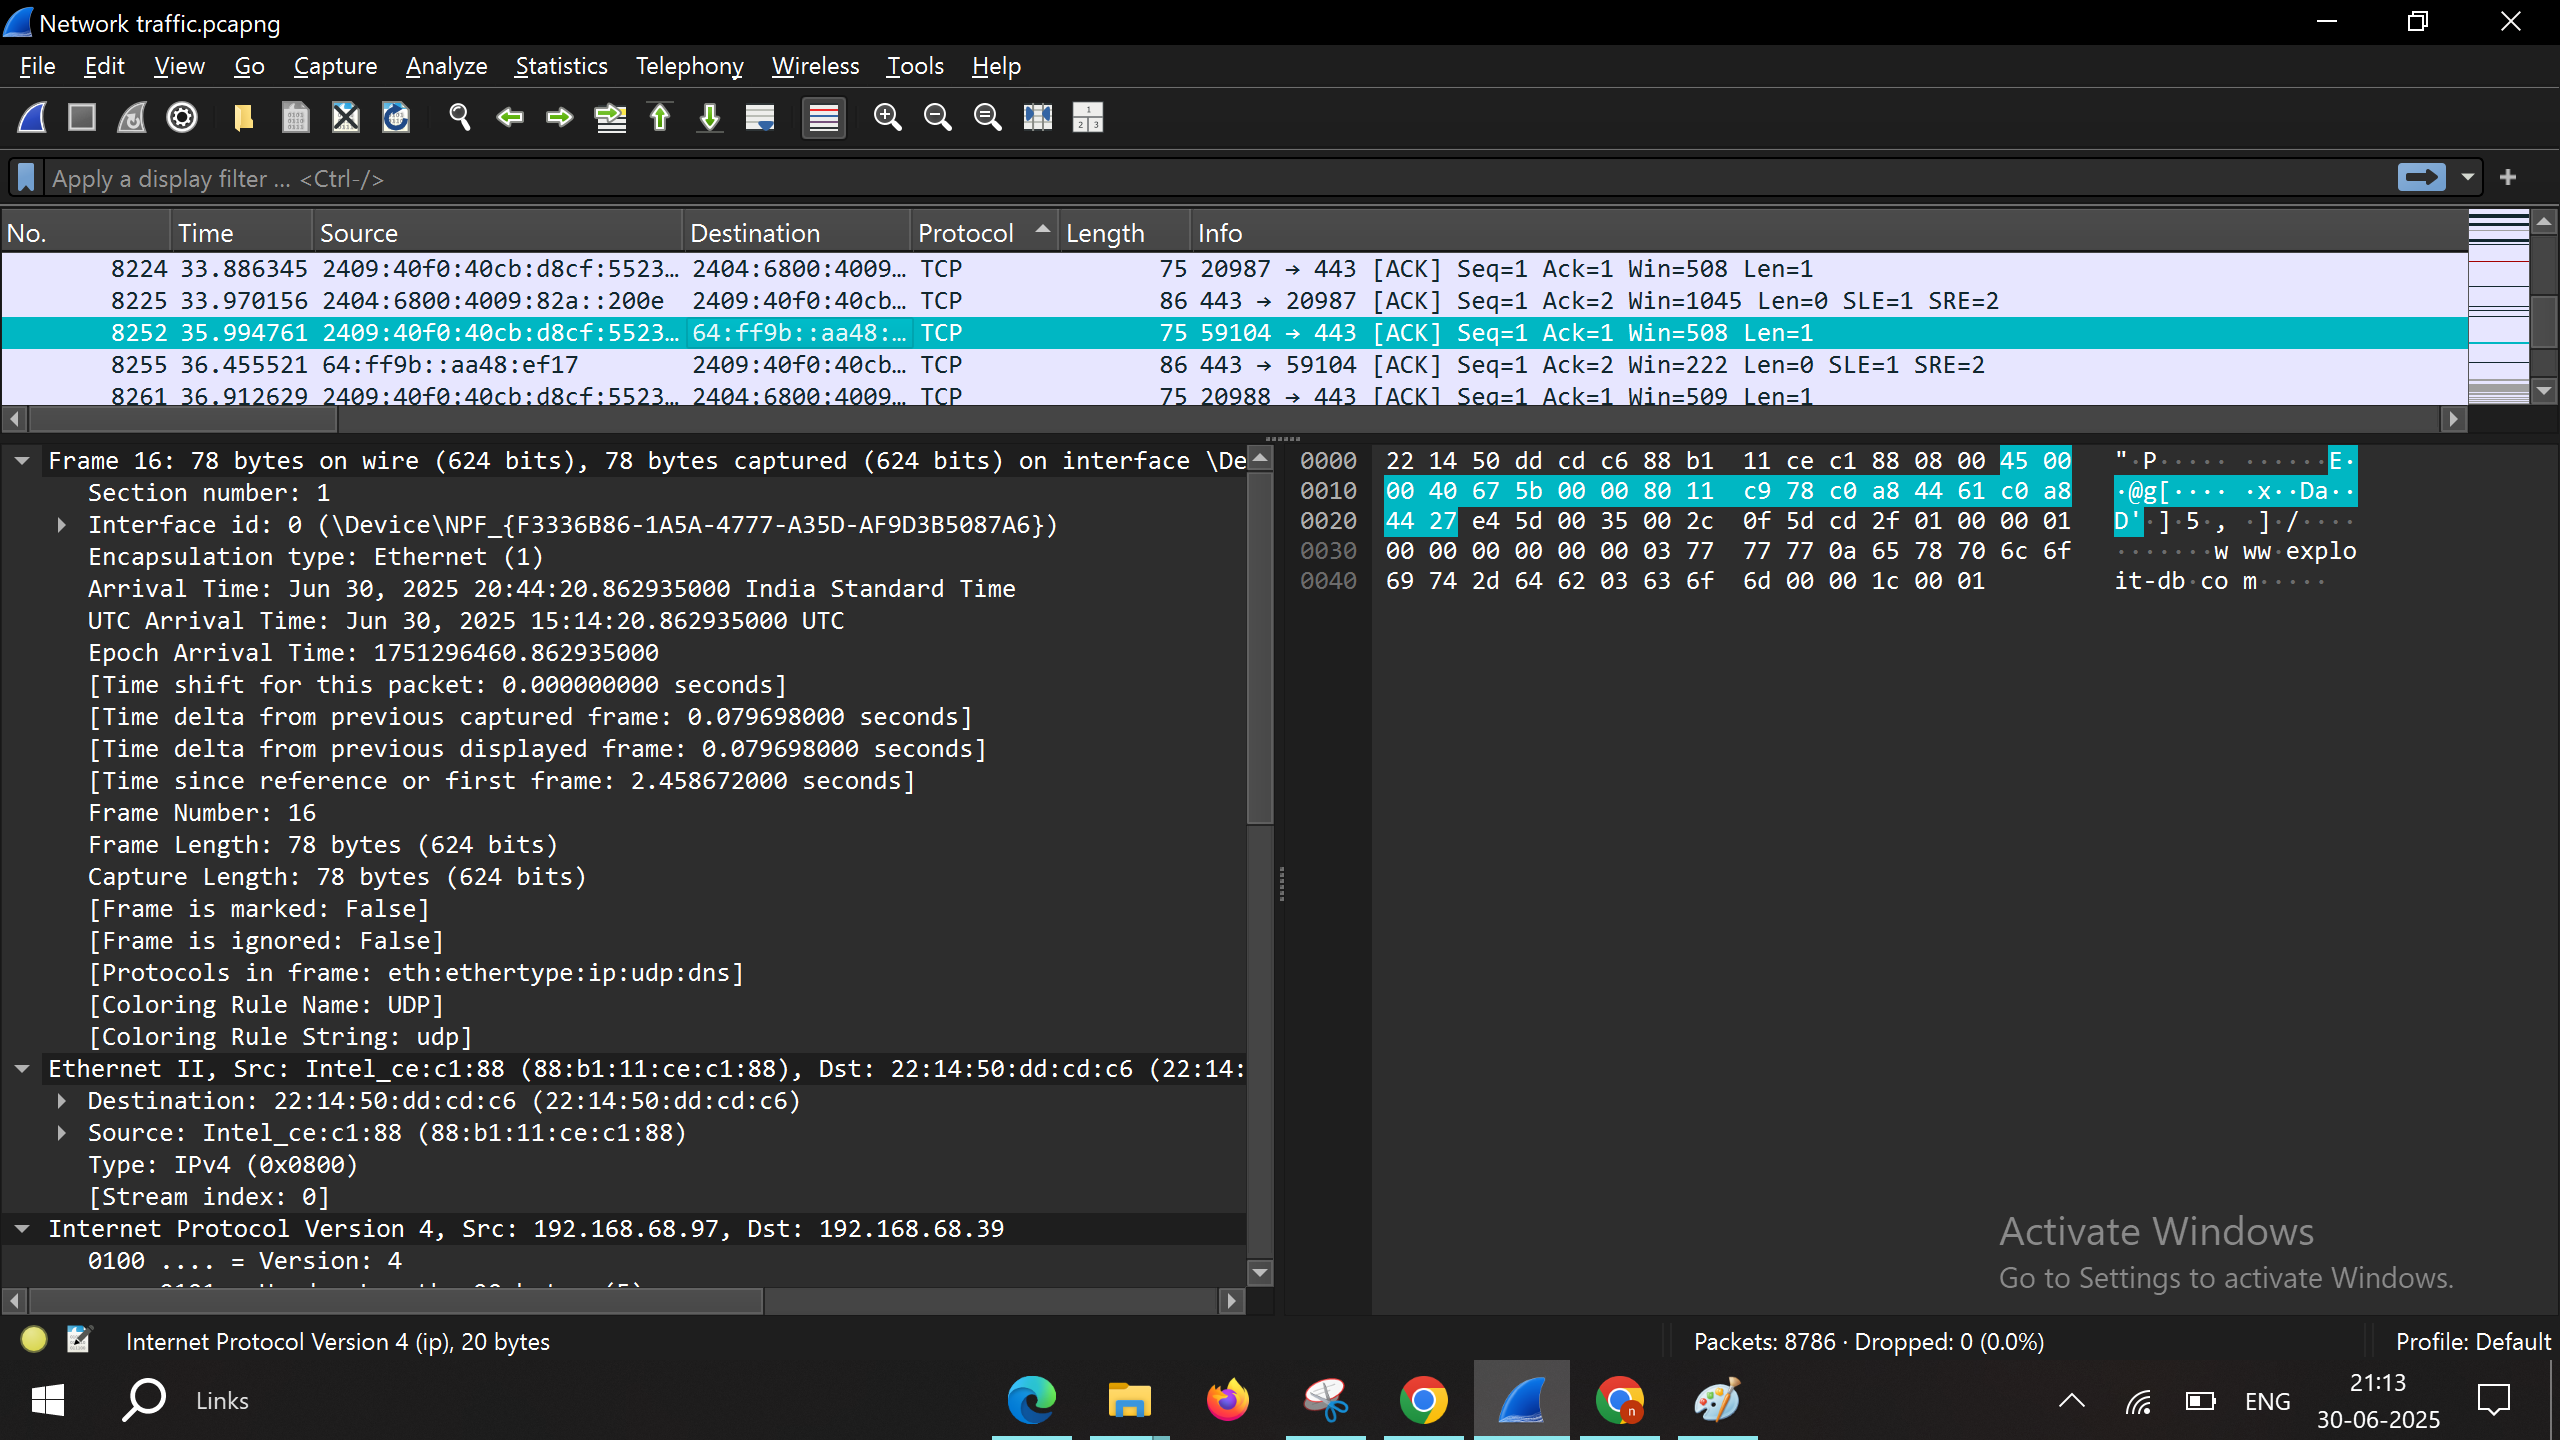 Network traffic.pcapng
File Edit View Go Capture Analyze Statistics Telephony Wireless Tools Help
Apply a display filter ... <Ctrl-/>
No. Time Source Destination Protocol Length Info
8224 33.886345 2409:40f0:40cb:d8cf:5523… 2404:6800:4009… TCP 75 20987 → 443 [ACK] Seq=1 Ack=1 Win=508 Len=1
8225 33.970156 2404:6800:4009:82a::200e 2409:40f0:40cb… TCP 86 443 → 20987 [ACK] Seq=1 Ack=2 Win=1045 Len=0 SLE=1 SRE=2
8252 35.994761 2409:40f0:40cb:d8cf:5523… 64:ff9b::aa48:… TCP 75 59104 → 443 [ACK] Seq=1 Ack=1 Win=508 Len=1
8255 36.455521 64:ff9b::aa48:ef17 2409:40f0:40cb… TCP 86 443 → 59104 [ACK] Seq=1 Ack=2 Win=222 Len=0 SLE=1 SRE=2
8261 36.912629 2409:40f0:40cb:d8cf:5523… 2404:6800:4009… TCP 75 20988 → 443 [ACK] Seq=1 Ack=1 Win=509 Len=1
Frame 16: 78 bytes on wire (624 bits), 78 bytes captured (624 bits) on interface \De
Section number: 1
Interface id: 0 (\Device\NPF_{F3336B86-1A5A-4777-A35D-AF9D3B5087A6})
Encapsulation type: Ethernet (1)
Arrival Time: Jun 30, 2025 20:44:20.862935000 India Standard Time
UTC Arrival Time: Jun 30, 2025 15:14:20.862935000 UTC
Epoch Arrival Time: 1751296460.862935000
[Time shift for this packet: 0.000000000 seconds]
[Time delta from previous captured frame: 0.079698000 seconds]
[Time delta from previous displayed frame: 0.079698000 seconds]
[Time since reference or first frame: 2.458672000 seconds]
Frame Number: 16
Frame Length: 78 bytes (624 bits)
Capture Length: 78 bytes (624 bits)
[Frame is marked: False]
[Frame is ignored: False]
[Protocols in frame: eth:ethertype:ip:udp:dns]
[Coloring Rule Name: UDP]
[Coloring Rule String: udp]
Ethernet II, Src: Intel_ce:c1:88 (88:b1:11:ce:c1:88), Dst: 22:14:50:dd:cd:c6 (22:14:
Destination: 22:14:50:dd:cd:c6 (22:14:50:dd:cd:c6)
Source: Intel_ce:c1:88 (88:b1:11:ce:c1:88)
Type: IPv4 (0x0800)
[Stream index: 0]
Internet Protocol Version 4, Src: 192.168.68.97, Dst: 192.168.68.39
0100 .... = Version: 4
0000 22 14 50 dd cd c6 88 b1 11 ce c1 88 08 00 45 00 "·P····· ······E·
0010 00 40 67 5b 00 00 80 11 c9 78 c0 a8 44 61 c0 a8 ·@g[···· ·x··Da··
0020 44 27 e4 5d 00 35 00 2c 0f 5d cd 2f 01 00 00 01 D'·]·5·, ·]·/····
0030 00 00 00 00 00 00 03 77 77 77 0a 65 78 70 6c 6f ·······w ww·explo
0040 69 74 2d 64 62 03 63 6f 6d 00 00 1c 00 01 it-db·co m·····
Activate Windows
Go to Settings to activate Windows.
Internet Protocol Version 4 (ip), 20 bytes
Packets: 8786 · Dropped: 0 (0.0%)
Profile: Default
Links
n
ENG
21:13
30-06-2025